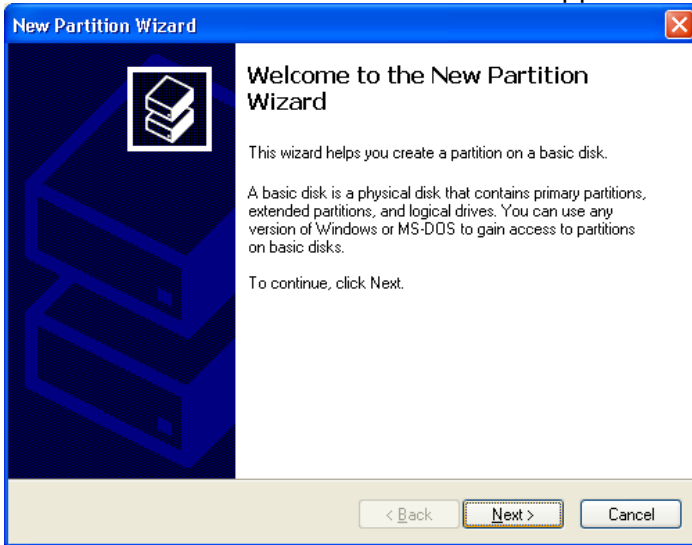 New Partition Wizard
Welcome to the New Partition
Wizard
This wizard helps you create a partition on a basic disk.
A basic disk is a physical disk that contains primary partitions,
extended partitions, and logical drives. You can use any
version of Windows or MS-DOS to gain access to partitions
on basic disks.
To continue, click Next.
< Back
Next >
Cancel